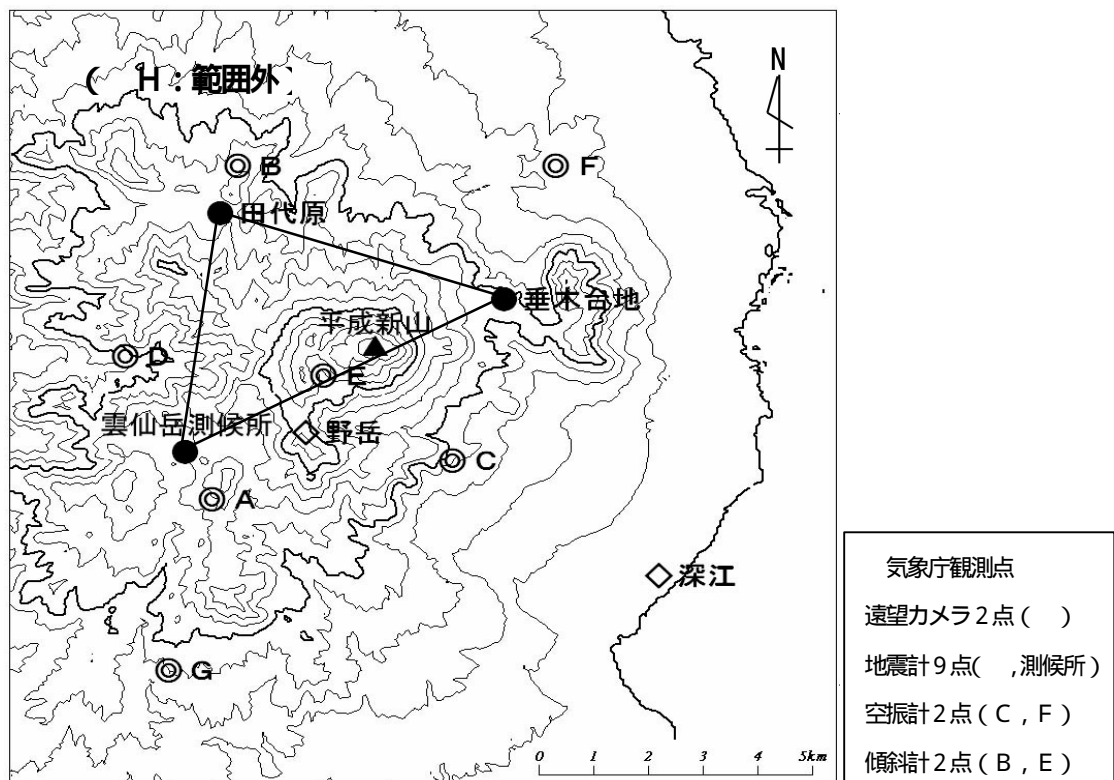 N
( H：範囲外)
B
F
田代原
垂木台地
平成新山
D
E
雲仙岳測候所
野岳
C
A
深江
G
0 1 2 3 4 5km
気象庁観測点
遠望カメラ2点( )
地震計9点( ,測候所)
空振計2点(C,F)
傾斜計2点(B,E)